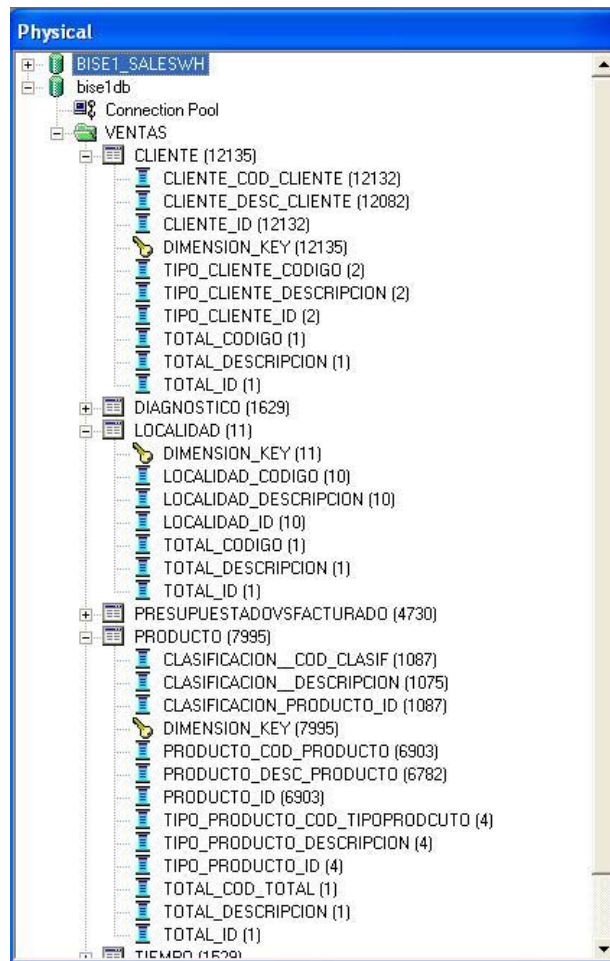 Physical
BISE1_SALESWH
bise1db
Connection Pool
VENTAS
CLIENTE (12135)
CLIENTE_COD_CLIENTE (12132)
CLIENTE_DESC_CLIENTE (12082)
CLIENTE_ID (12132)
DIMENSION_KEY (12135)
TIPO_CLIENTE_CODIGO (2)
TIPO_CLIENTE_DESCRIPCION (2)
TIPO_CLIENTE_ID (2)
TOTAL_CODIGO (1)
TOTAL_DESCRIPCION (1)
TOTAL_ID (1)
DIAGNOSTICO (1629)
LOCALIDAD (11)
DIMENSION_KEY (11)
LOCALIDAD_CODIGO (10)
LOCALIDAD_DESCRIPCION (10)
LOCALIDAD_ID (10)
TOTAL_CODIGO (1)
TOTAL_DESCRIPCION (1)
TOTAL_ID (1)
PRESUPUESTADOVSFACTURADO (4730)
PRODUCTO (7995)
CLASIFICACION__COD_CLASIF (1087)
CLASIFICACION__DESCRIPCION (1075)
CLASIFICACION_PRODUCTO_ID (1087)
DIMENSION_KEY (7995)
PRODUCTO_COD_PRODUCTO (6903)
PRODUCTO_DESC_PRODUCTO (6782)
PRODUCTO_ID (6903)
TIPO_PRODUCTO_COD_TIPOPRODCUTO (4)
TIPO_PRODUCTO_DESCRIPCION (4)
TIPO_PRODUCTO_ID (4)
TOTAL_COD_TOTAL (1)
TOTAL_DESCRIPCION (1)
TOTAL_ID (1)
TIEMPO (1529)